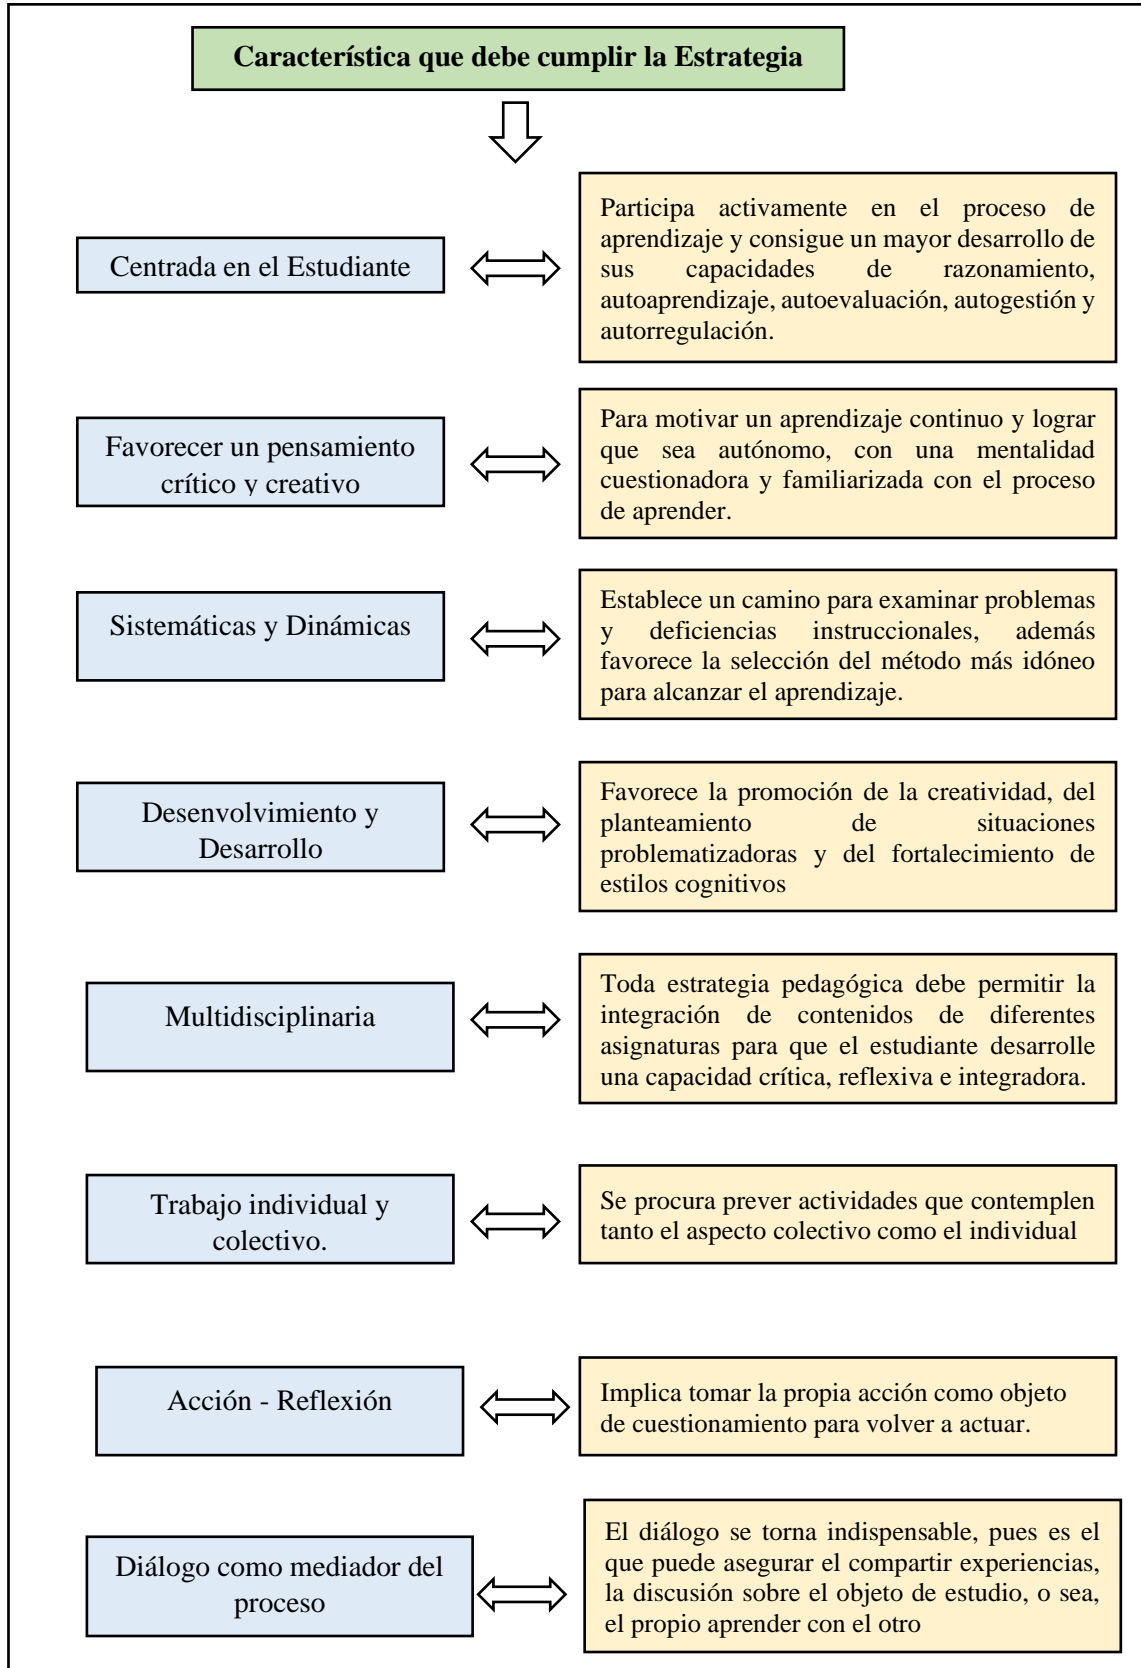 Característica que debe cumplir la Estrategia
Centrada en el Estudiante
Participa activamente en el proceso de
aprendizaje y consigue un mayor desarrollo de
sus capacidades de razonamiento,
autoaprendizaje, autoevaluación, autogestión y
autorregulación.
Favorecer un pensamiento
crítico y creativo
Para motivar un aprendizaje continuo y lograr
que sea autónomo, con una mentalidad
cuestionadora y familiarizada con el proceso
de aprender.
Sistemáticas y Dinámicas
Establece un camino para examinar problemas
y deficiencias instruccionales, además
favorece la selección del método más idóneo
para alcanzar el aprendizaje.
Desenvolvimiento y
Desarrollo
Favorece la promoción de la creatividad, del
planteamiento de situaciones
problematizadoras y del fortalecimiento de
estilos cognitivos
Multidisciplinaria
Toda estrategia pedagógica debe permitir la
integración de contenidos de diferentes
asignaturas para que el estudiante desarrolle
una capacidad crítica, reflexiva e integradora.
Trabajo individual y
colectivo.
Se procura prever actividades que contemplen
tanto el aspecto colectivo como el individual
Acción - Reflexión
Implica tomar la propia acción como objeto
de cuestionamiento para volver a actuar.
Diálogo como mediador del
proceso
El diálogo se torna indispensable, pues es el
que puede asegurar el compartir experiencias,
la discusión sobre el objeto de estudio, o sea,
el propio aprender con el otro